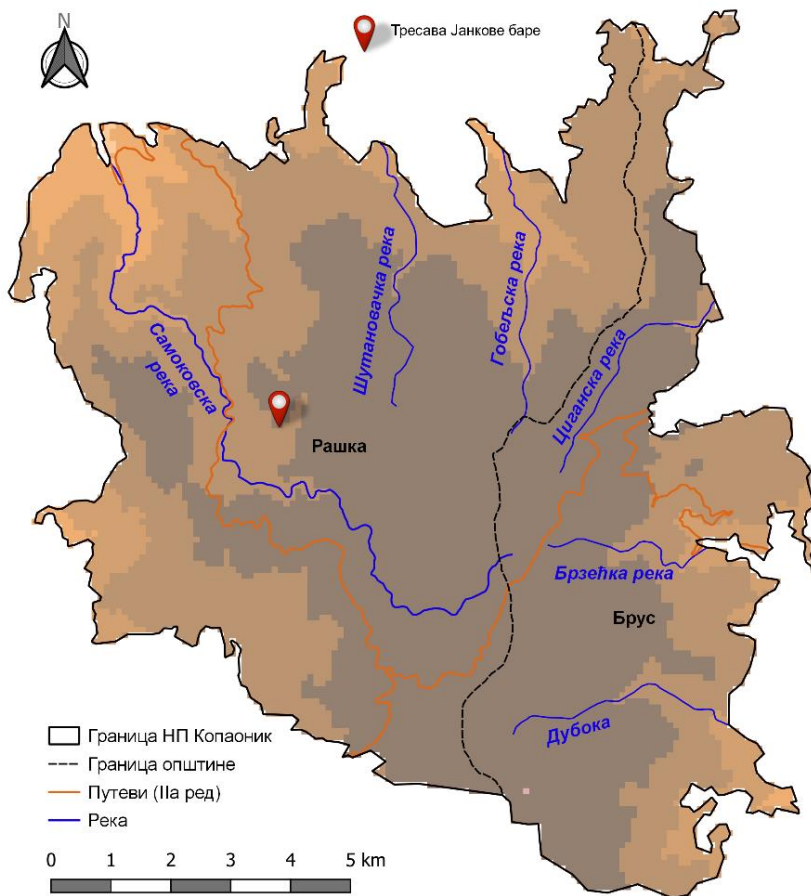 N
Тресава Јанкове баре
Шутановачка река
Гобељска река
Самоковска
река
Циганска река
Рашка
Брзећка река
Брус
Дубока
Граница НП Копаоник
Граница општине
Путеви (IIa ред)
Река
0 1 2 3 4 5 km